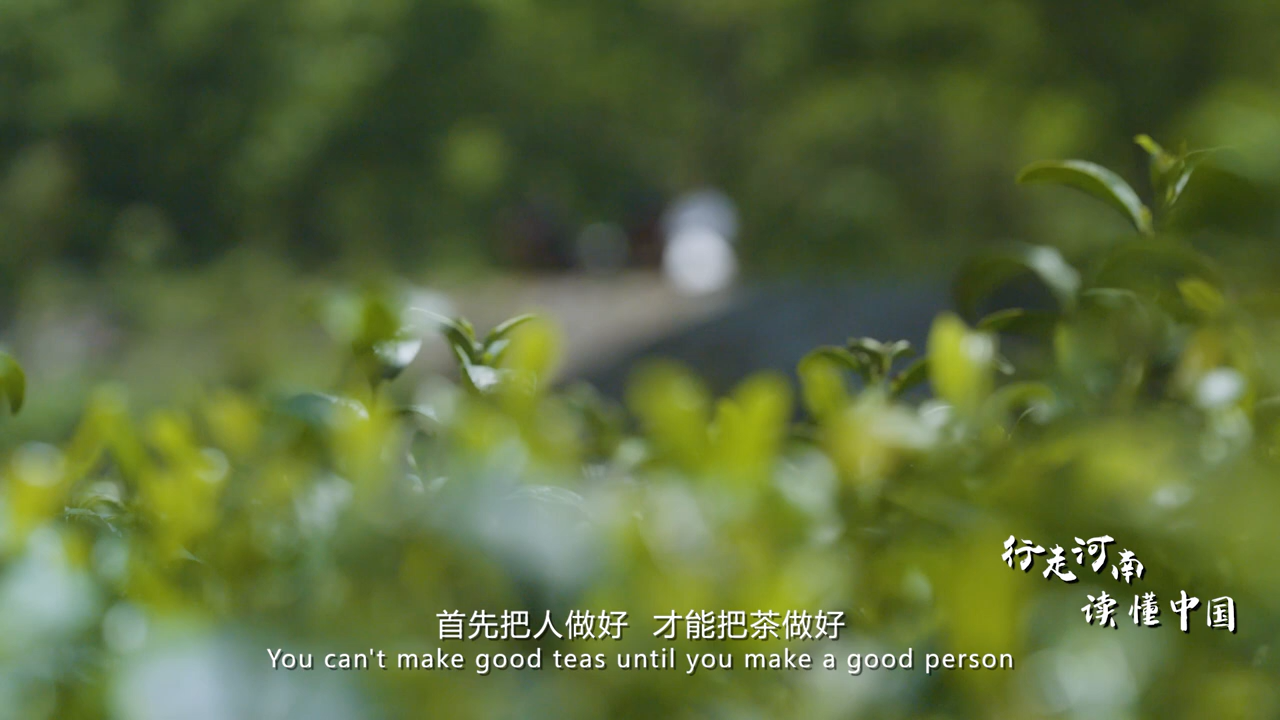 行走河南
读懂中国
首先把人做好 才能把茶做好
You can't make good teas until you make a good person